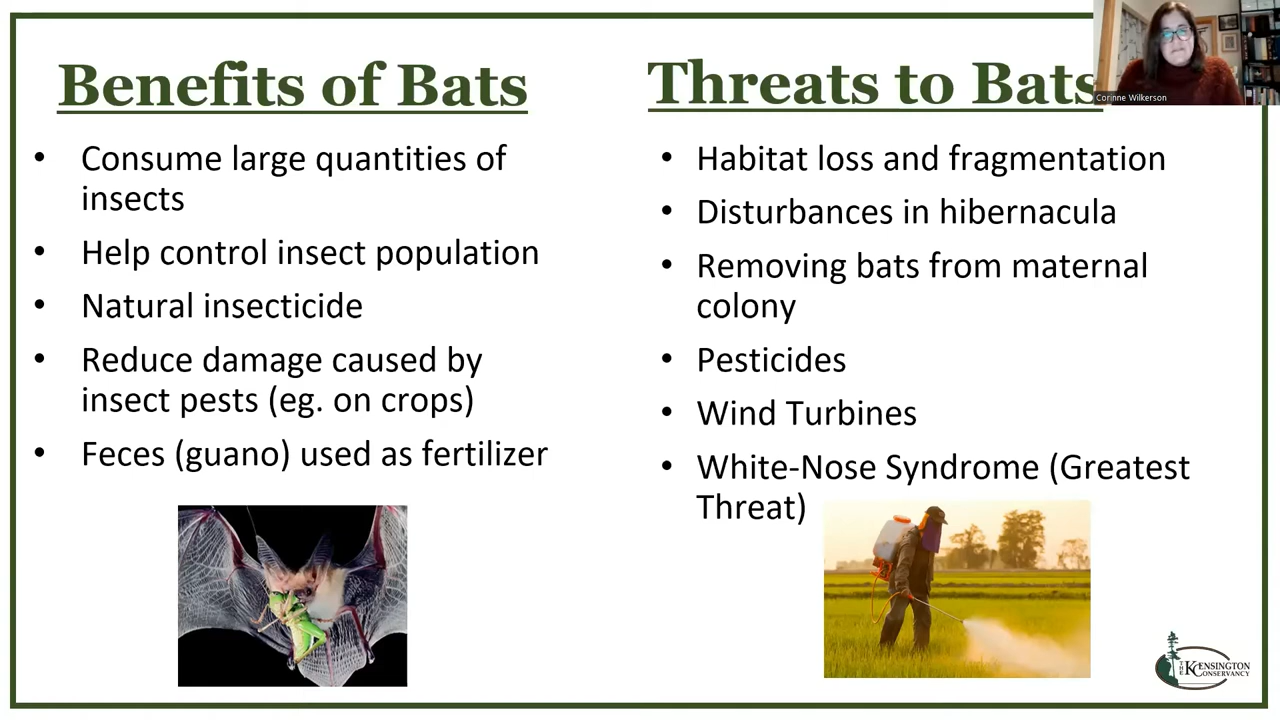 Benefits of Bats
• Consume large quantities of
insects
• Help control insect population
• Natural insecticide
• Reduce damage caused by
insect pests (eg. on crops)
• Feces (guano) used as fertilizer
Threats to Bats
• Habitat loss and fragmentation
• Disturbances in hibernacula
• Removing bats from maternal
colony
• Pesticides
• Wind Turbines
• White-Nose Syndrome (Greatest
Threat)
Corinne Wilkerson
THE KENSINGTON
CONSERVANCY